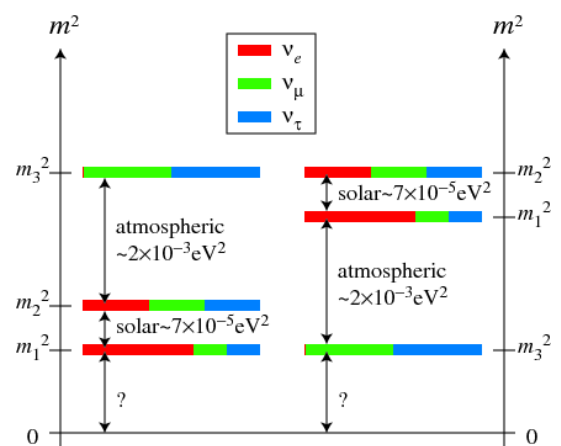 m² m²
νe
νμ
ντ
m₃² m₂²
solar~7×10⁻⁵eV²
m₁²
atmospheric
~2×10⁻³eV²
atmospheric
~2×10⁻³eV²
m₂²
solar~7×10⁻⁵eV²
m₁² m₃²
? ?
0 0